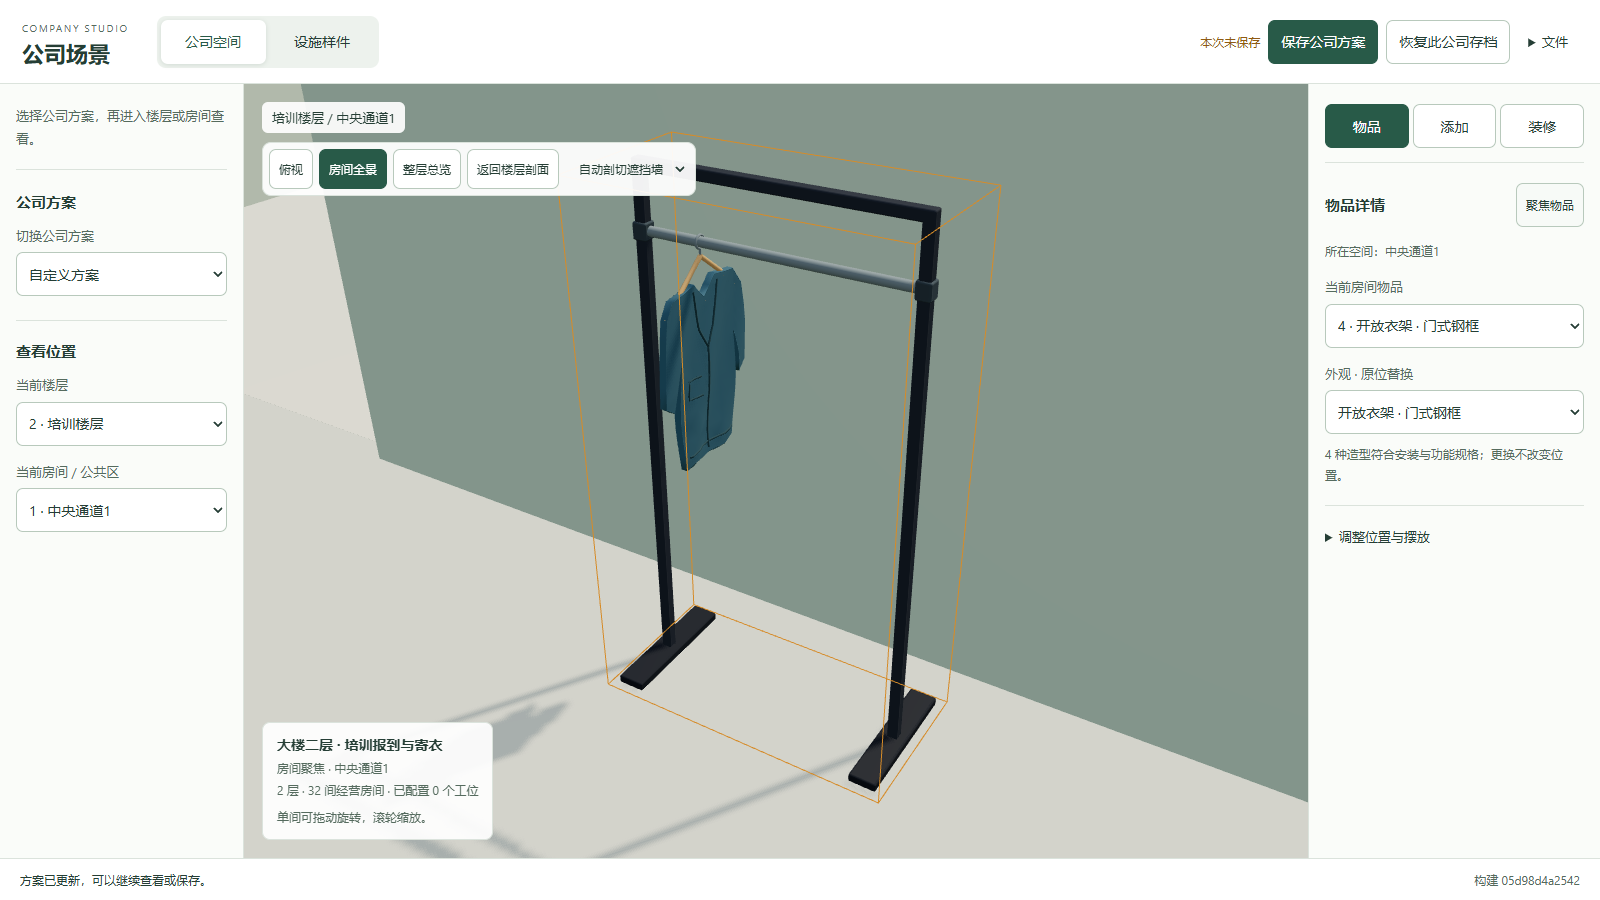 COMPANY STUDIO
公司场景
公司空间
设施样件
本次未保存
保存公司方案
恢复此公司存档
文件
选择公司方案，再进入楼层或房间查
看。
公司方案
切换公司方案
自定义方案
查看位置
当前楼层
2 · 培训楼层
当前房间 / 公共区
1 · 中央通道1
培训楼层 / 中央通道1
俯视
房间全景
整层总览
返回楼层剖面
自动剖切遮挡墙
大楼二层 · 培训报到与寄衣
房间聚焦 · 中央通道1
2 层 · 32 间经营房间 · 已配置 0 个工位
单间可拖动旋转，滚轮缩放。
物品
添加
装修
物品详情
聚焦物品
所在空间：中央通道1
当前房间物品
4 · 开放衣架 · 门式钢框
外观 · 原位替换
开放衣架 · 门式钢框
4 种造型符合安装与功能规格；更换不改变位
置。
调整位置与摆放
方案已更新，可以继续查看或保存。
构建 05d98d4a2542